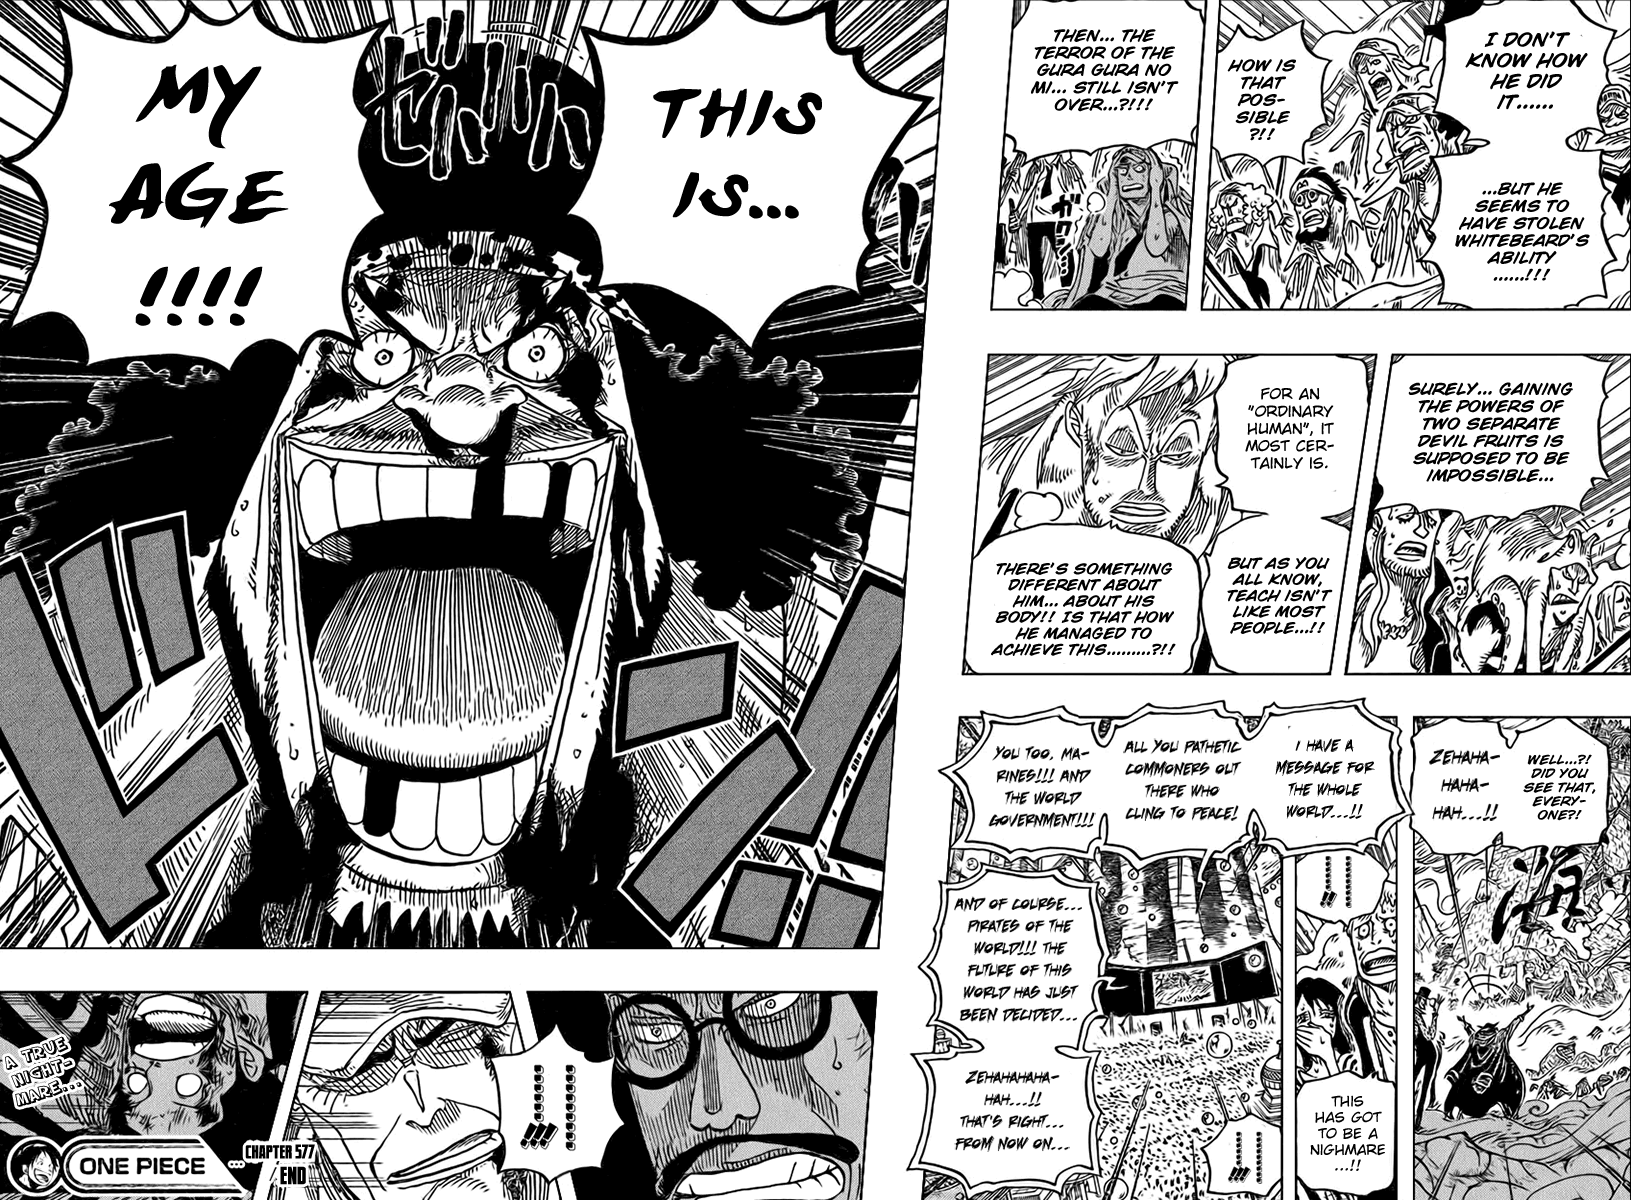 I DON'T
KNOW HOW
HE DID
IT......
...BUT HE
SEEMS TO
HAVE STOLEN
WHITEBEARD'S
ABILITY
......!!!
HOW IS
THAT
POS-
SIBLE
?!!
THEN... THE
TERROR OF THE
GURA GURA NO
MI... STILL ISN'T
OVER...?!!!
SURELY... GAINING
THE POWERS OF
TWO SEPARATE
DEVIL FRUITS IS
SUPPOSED TO BE
IMPOSSIBLE...
FOR AN
"ORDINARY
HUMAN", IT
MOST CER-
TAINLY IS.
BUT AS YOU
ALL KNOW,
TEACH ISN'T
LIKE MOST
PEOPLE...!!
THERE'S SOMETHING
DIFFERENT ABOUT
HIM... ABOUT HIS
BODY!! IS THAT HOW
HE MANAGED TO
ACHIEVE THIS.........?!!
WELL...?!
DID YOU
SEE THAT,
EVERY-
ONE?!
ZEHAHA-
HAHA-
HAH...!!
海
I HAVE A
MESSAGE FOR
THE WHOLE
WORLD...!!
ALL YOU PATHETIC
COMMONERS OUT
THERE WHO
CLING TO PEACE!
YOU TOO, MA-
RINES!!! AND
THE WORLD
GOVERNMENT!!!
THIS
HAS GOT
TO BE A
NIGHMARE
...!!
AND OF COURSE...
PIRATES OF THE
WORLD!!! THE
FUTURE OF THIS
WORLD HAS JUST
BEEN DECIDED...
ZEHAHAHAHA-
HAH...!!
THAT'S RIGHT...
FROM NOW ON...
THIS
IS...
MY
AGE
!!!!
ゼハハハハ
ドン!!
A TRUE
NIGHT-
MARE...
ONE PIECE
... CHAPTER 577
END